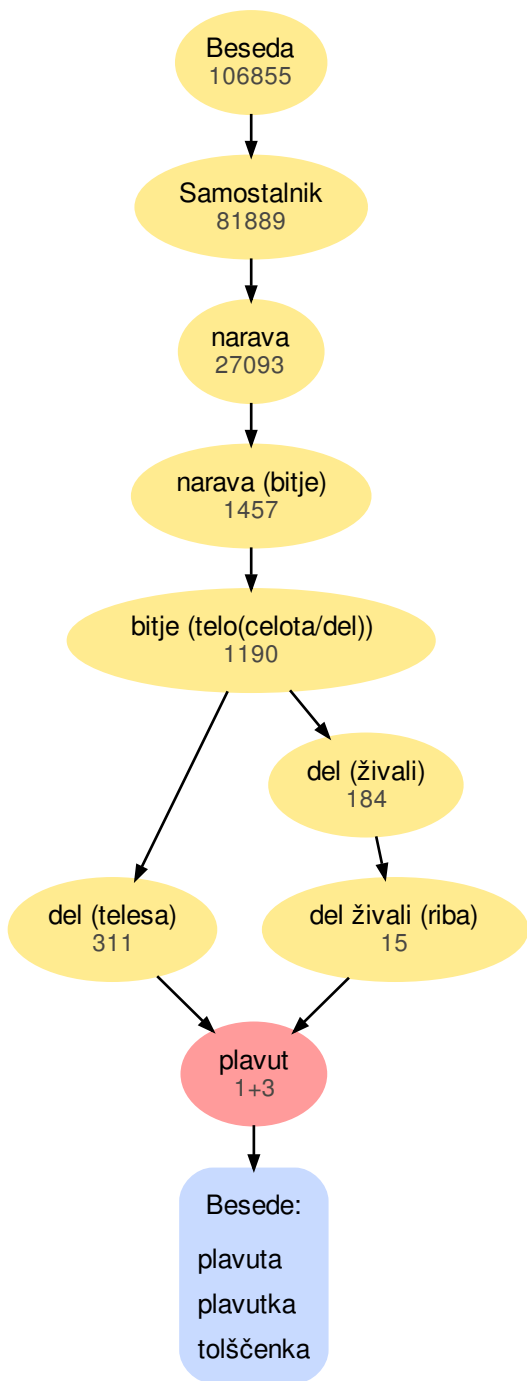 Beseda
106855
Samostalnik
81889
narava
27093
narava (bitje)
1457
bitje (telo(celota/del))
1190
del (živali)
184
del (telesa)
311
del živali (riba)
15
plavut
1+3
Besede:
plavuta
plavutka
tolščenka